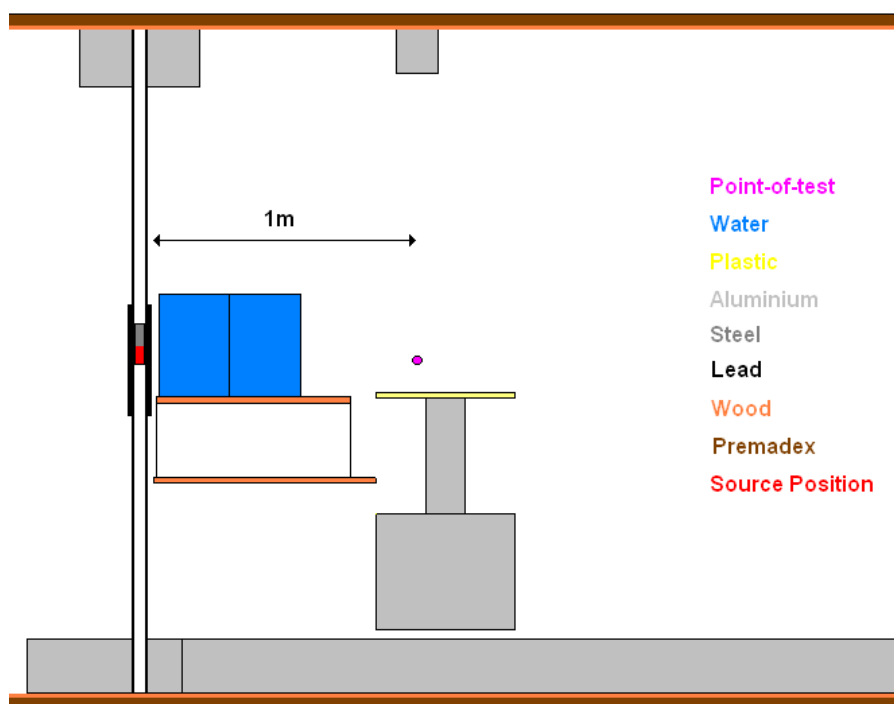 1m
Point-of-test
Water
Plastic
Aluminium
Steel
Lead
Wood
Premadex
Source Position